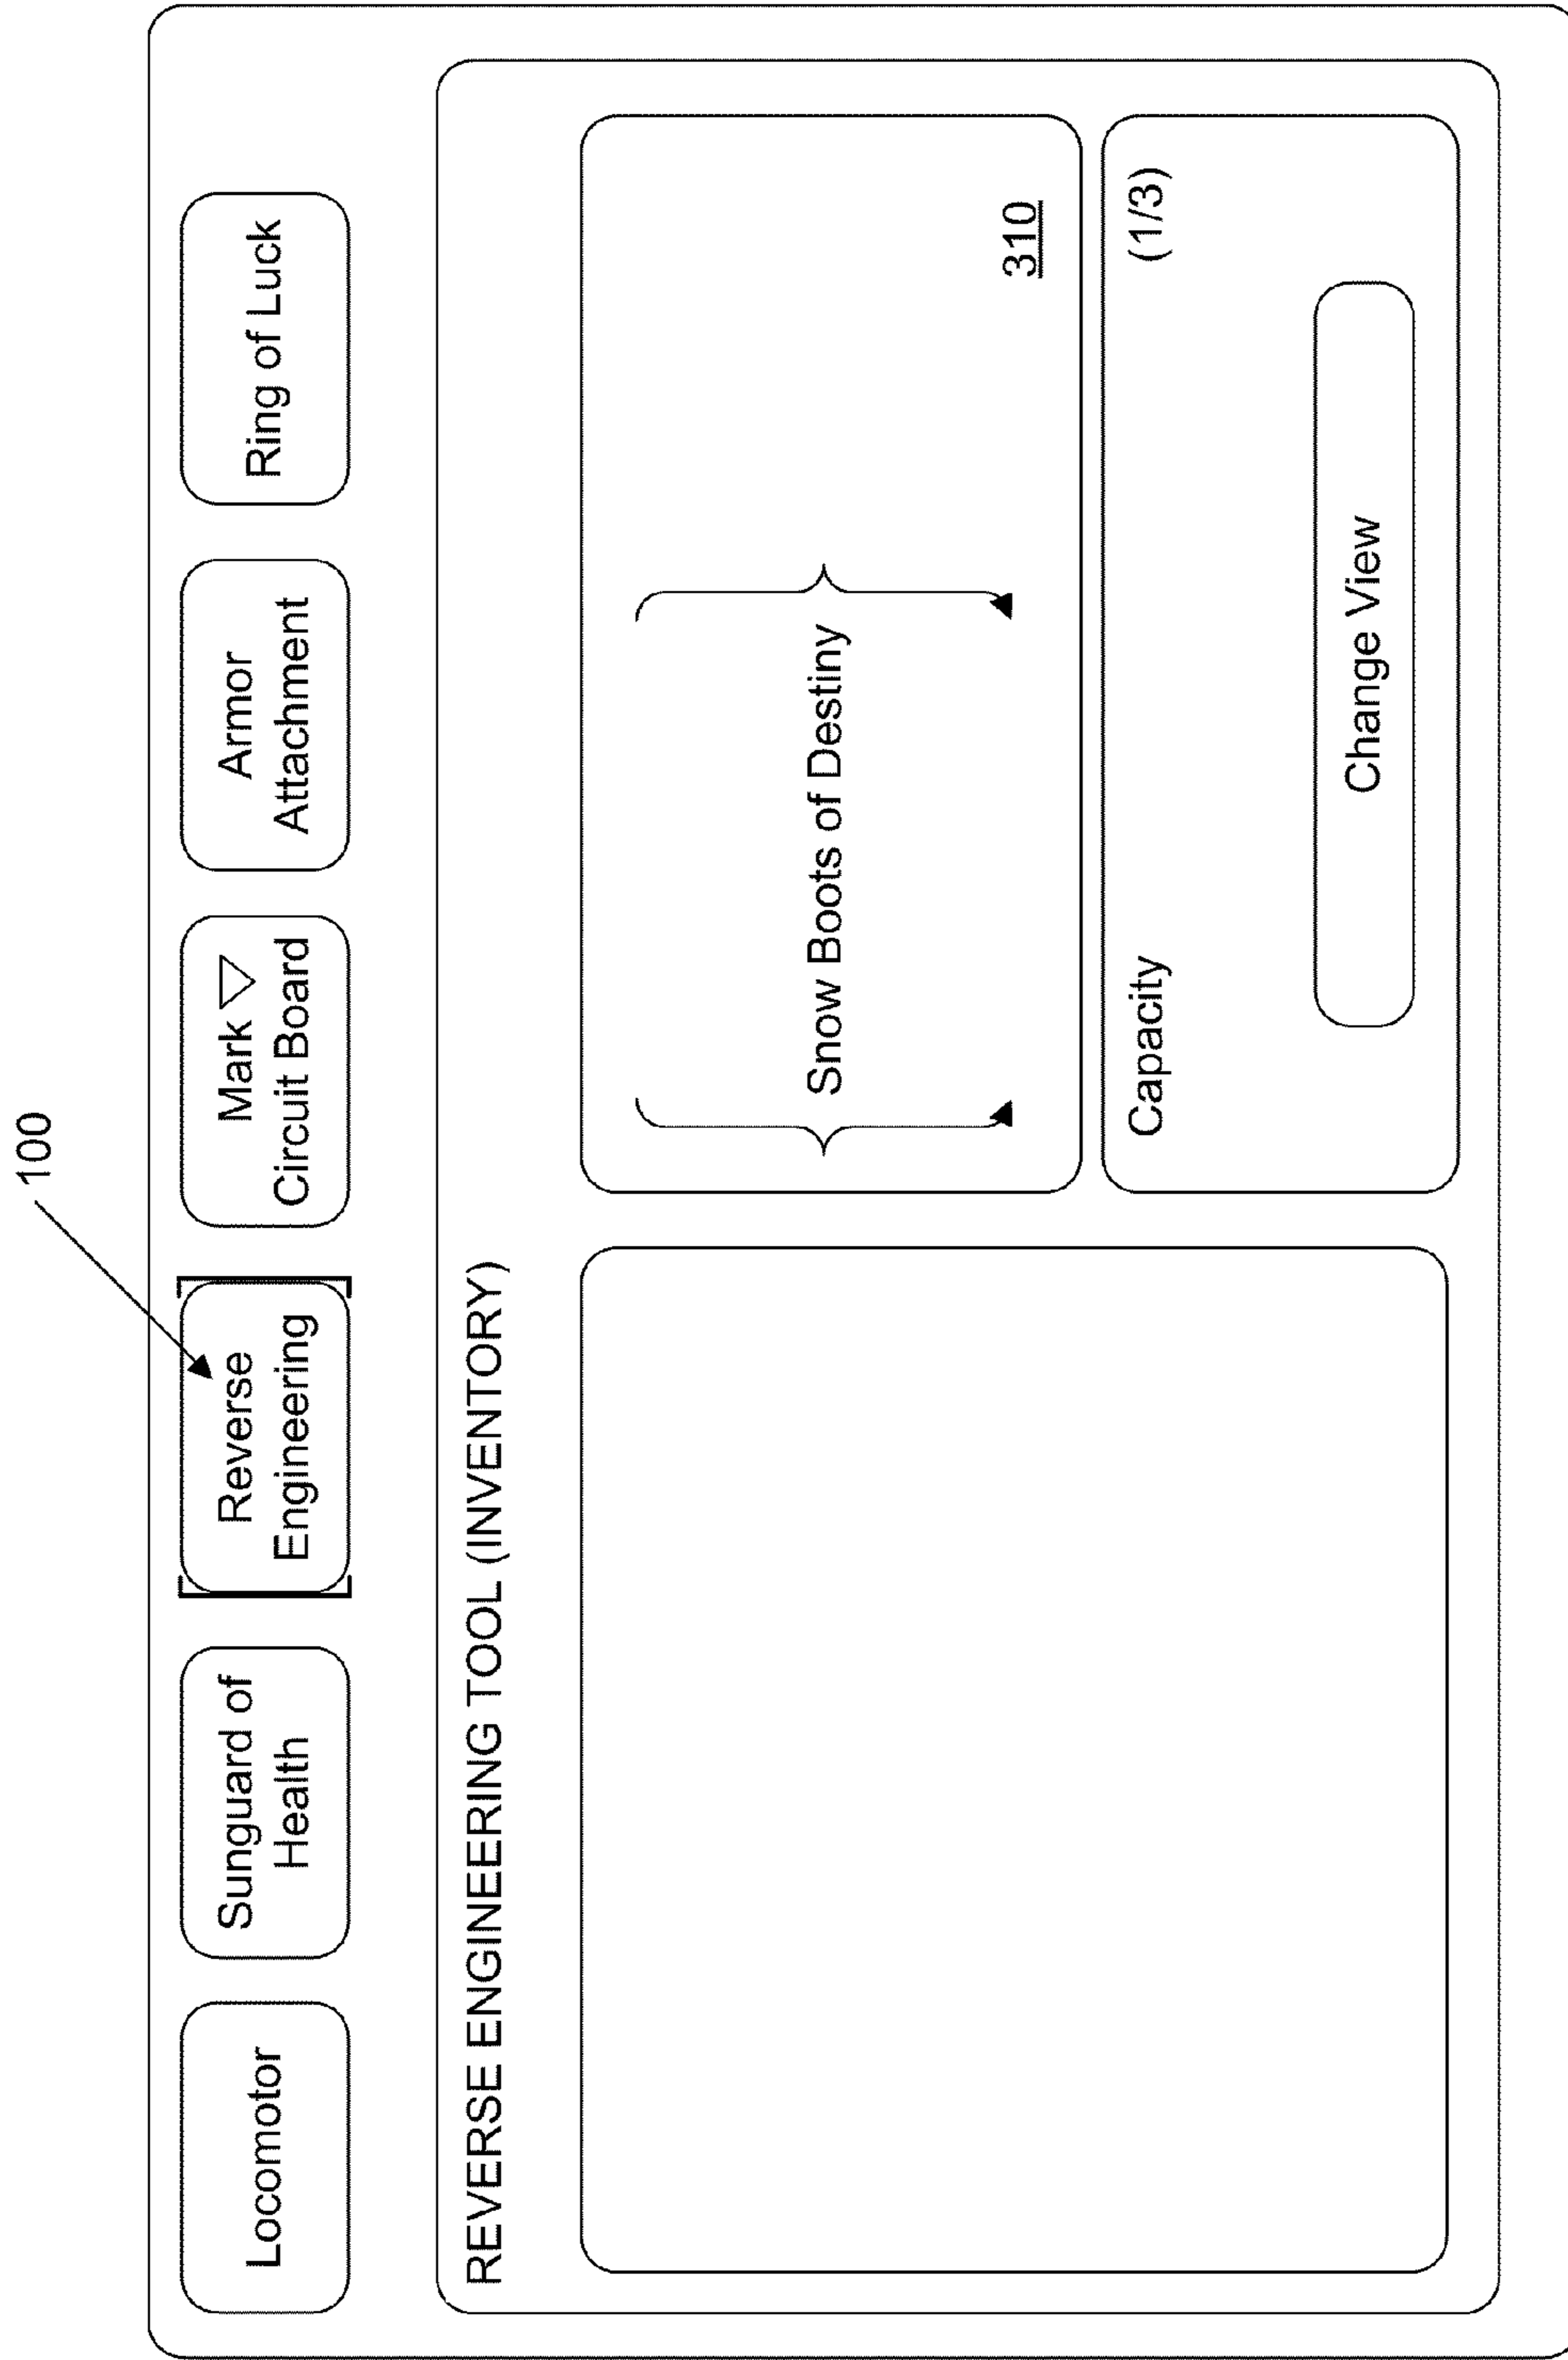 100
Locomotor
Sunguard of
Health
Reverse
Engineering
Mark ▽
Circuit Board
Armor
Attachment
Ring of Luck
REVERSE ENGINEERING TOOL (INVENTORY)
Snow Boots of Destiny
310
Capacity (1/3)
Change View